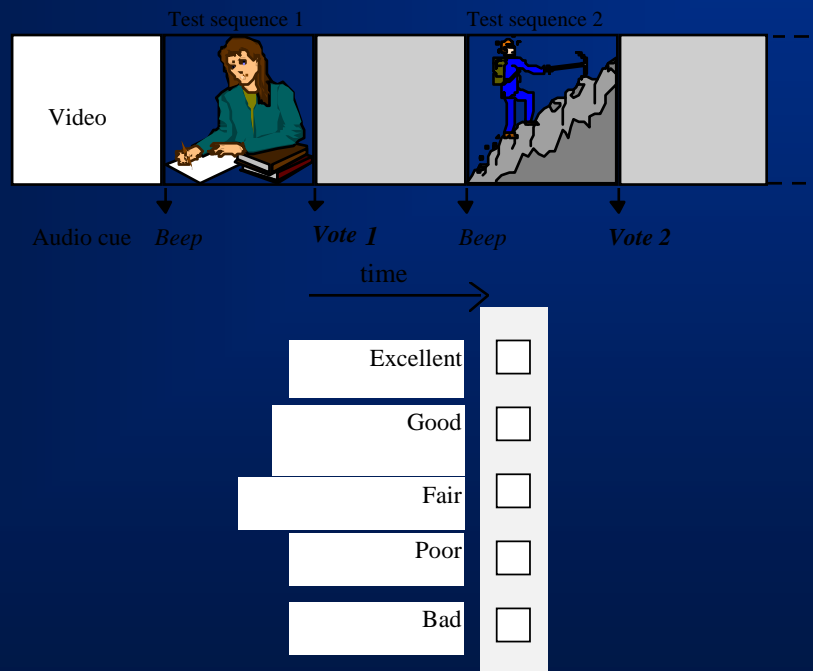 Test sequence 1 Test sequence 2
Video
Audio cue Beep Vote 1 Beep Vote 2
time
Excellent
Good
Fair
Poor
Bad